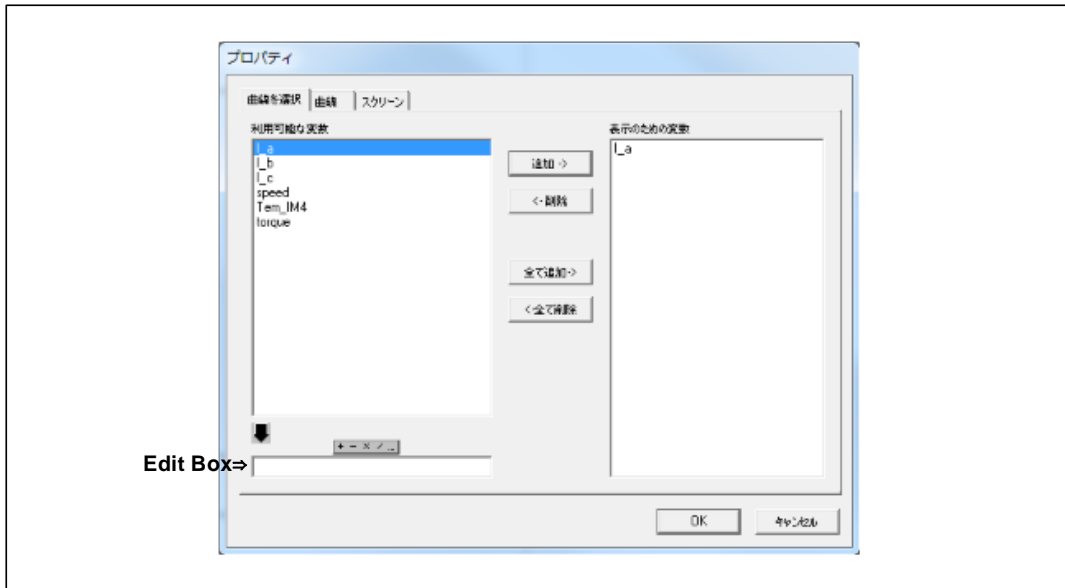 プロパティ
曲線を選択 曲線 スクリーン
利用可能な変数
I_a
I_b
I_c
speed
Tem_IM4
torque
追加 ->
<- 削除
全て追加->
<-全て削除
表示のための変数
I_a
+ - × / ...
Edit Box⇒
OK キャンセル